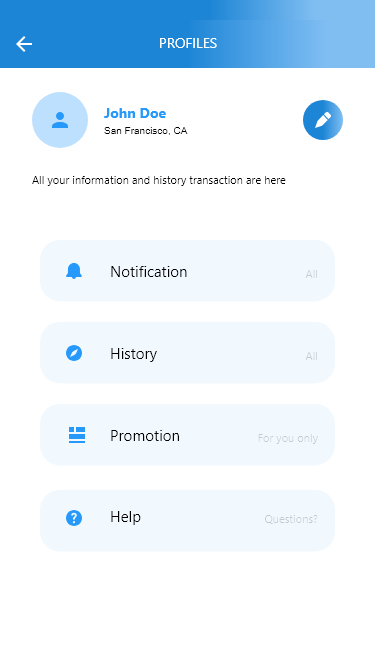 PROFILES
John Doe
San Francisco, CA
All your information and history transaction are here
Notification
All
History
All
Promotion
For you only
Help
Questions?